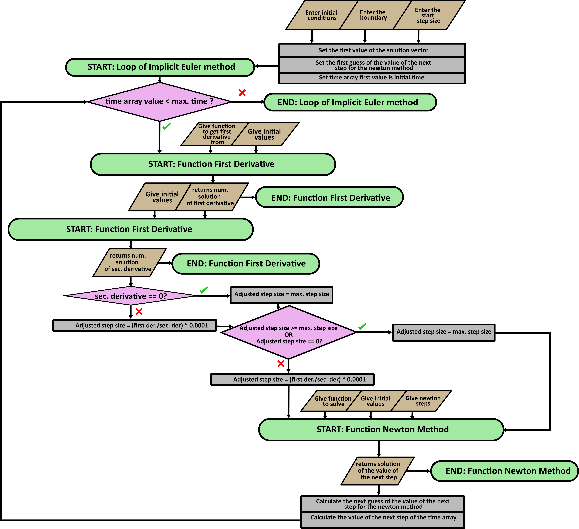 Enter initial
conditions
Enter the
boundary
Enter the
start
step size
Set the first value of the solution vector
Set the first guess of the value of the next
step for the newton method
Set time array first value is initial time
START: Loop of Implicit Euler method
time array value < max. time ?
END: Loop of Implicit Euler method
Give function
to get first
derivative
from
Give initial
values
START: Function First Derivative
Give initial
values
returns num.
solution
of first derivative
END: Function First Derivative
START: Function First Derivative
returns num.
solution
of sec. derivative
END: Function First Derivative
sec. derivative == 0?
Adjusted step size = max. step size
Adjusted step size = (first der./sec. der) * 0.0001
Adjusted step size >= max. step size
OR
Adjusted step size == 0?
Adjusted step size = max. step size
Adjusted step size = (first der./sec. der) * 0.0001
Give function
to solve
Give initial
values
Give newton
steps
START: Function Newton Method
returns solution
of the value of
the next step
END: Function Newton Method
Calculate the next guess of the value of the next
step for the newton method
Calculate the value of the next step of the time array